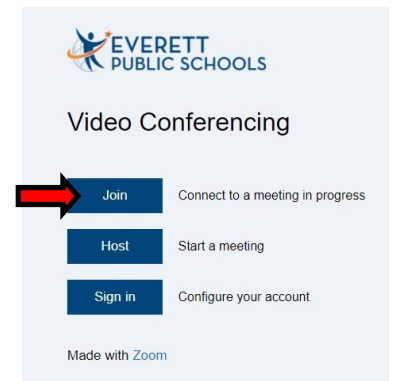 EVERETT
PUBLIC SCHOOLS
Video Conferencing
Join Connect to a meeting in progress
Host Start a meeting
Sign in Configure your account
Made with Zoom